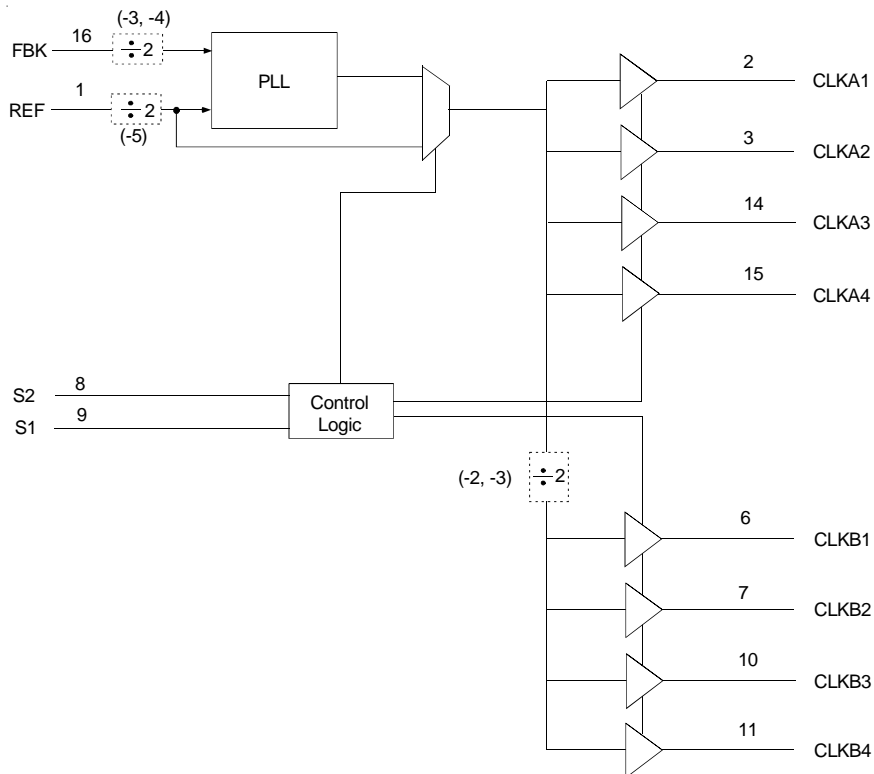 (-3, -4)
FBK 16 ÷2
PLL
REF 1 ÷2
(-5)
2 CLKA1
3 CLKA2
14 CLKA3
15 CLKA4
S2 8
S1 9
Control
Logic
(-2, -3) ÷2
6 CLKB1
7 CLKB2
10 CLKB3
11 CLKB4